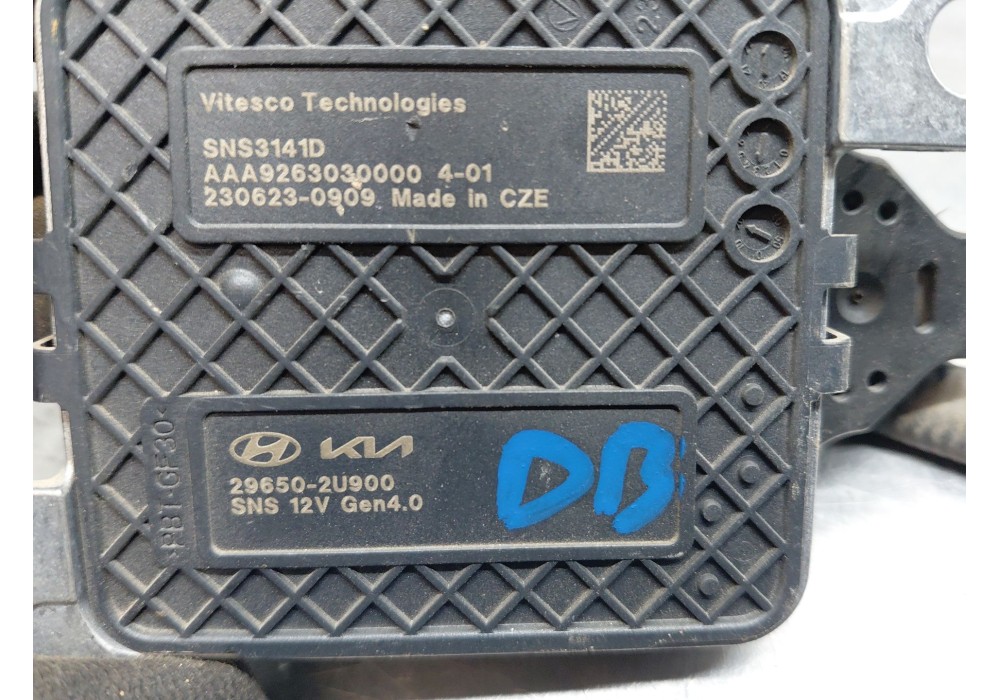 Vitesco Technologies
SNS3141D
AAA9263030000 4-01
230623-0909 Made in CZE
KIA
29650-2U900
SNS 12V Gen4.0
DB
>PBT-GF30<